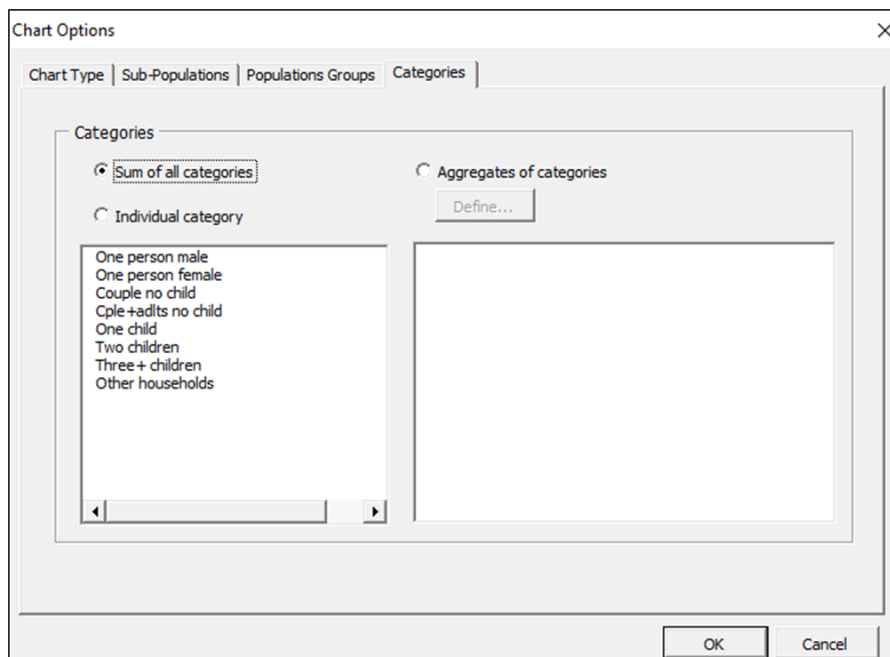 Chart Options
Chart Type Sub-Populations Populations Groups Categories
Categories
Sum of all categories
Aggregates of categories
Define...
Individual category
One person male
One person female
Couple no child
Cple+adlts no child
One child
Two children
Three+ children
Other households
OK Cancel